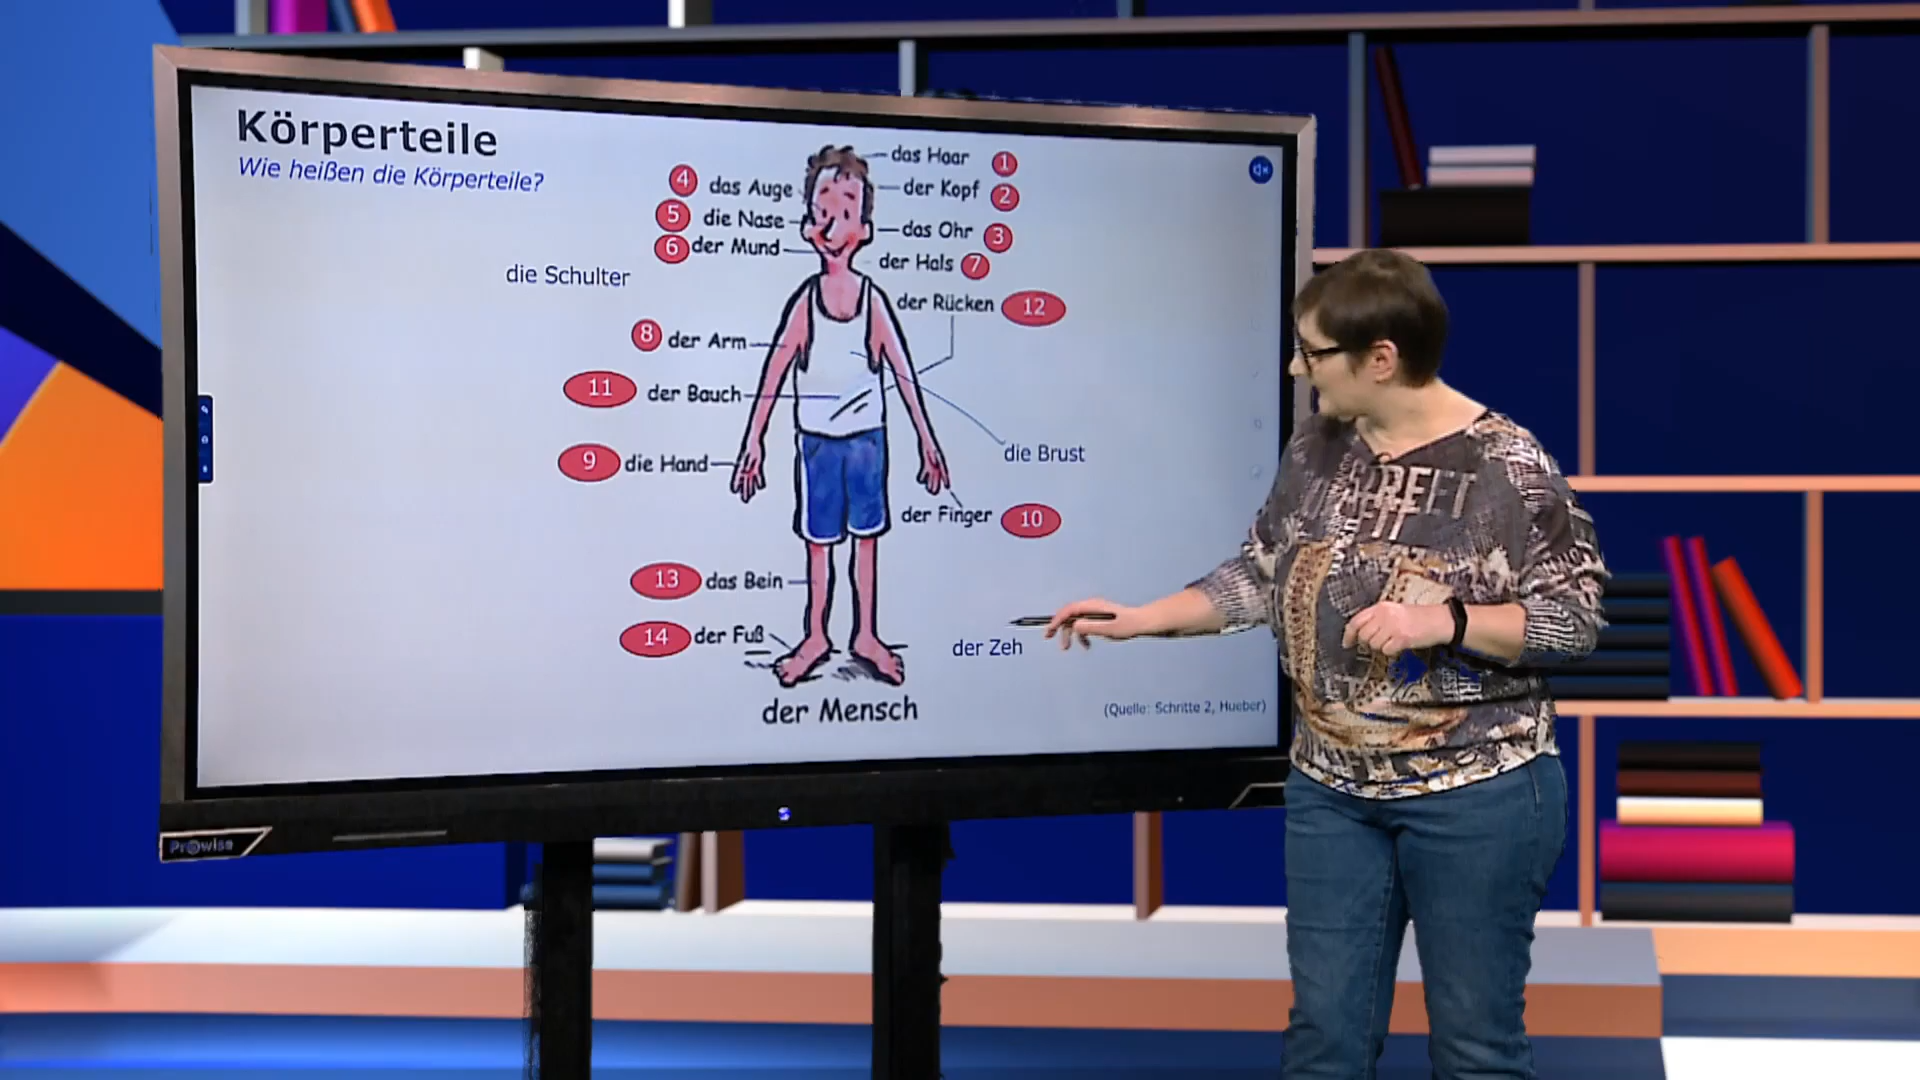 Körperteile
Wie heißen die Körperteile?
das Haar 1
4 das Auge
der Kopf 2
5 die Nase
das Ohr 3
6 der Mund
der Hals 7
die Schulter
der Rücken 12
8 der Arm
11 der Bauch
die Brust
9 die Hand
der Finger 10
13 das Bein
14 der Fuß
der Zeh
der Mensch
(Quelle: Schritte 2, Hueber)
Prowise
STREET